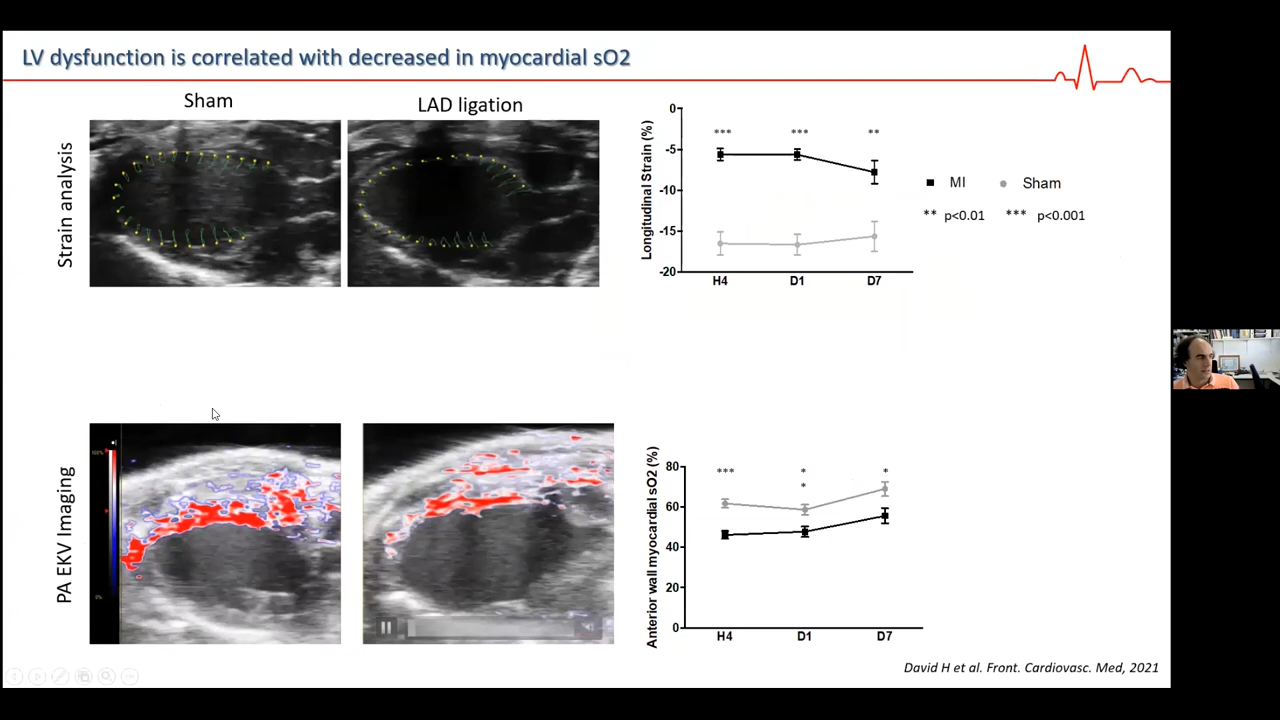 LV dysfunction is correlated with decreased in myocardial sO2
Sham
LAD ligation
Strain analysis
Longitudinal Strain (%)
0
-5
-10
-15
-20
*** *** **
H4 D1 D7
MI Sham
** p<0.01 *** p<0.001
PA EKV Imaging
100%
0%
Anterior wall myocardial sO2 (%)
80
60
40
20
0
*** * *
*
H4 D1 D7
David H et al. Front. Cardiovasc. Med, 2021